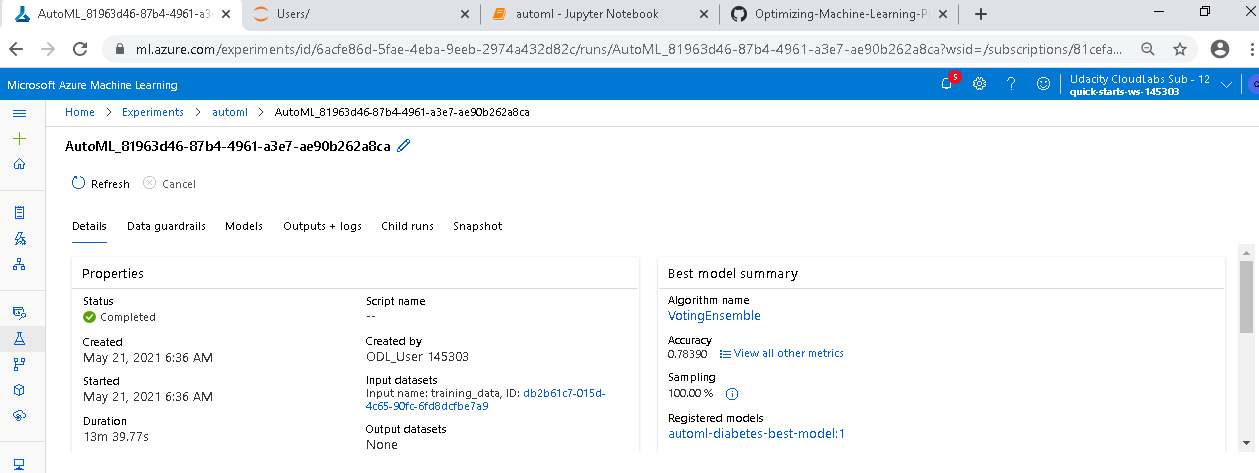 AutoML_81963d46-87b4-4961-a3
Users/
automl - Jupyter Notebook
Optimizing-Machine-Learning-Pi
ml.azure.com/experiments/id/6acfe86d-5fae-4eba-9eeb-2974a432d82c/runs/AutoML_81963d46-87b4-4961-a3e7-ae90b262a8ca?wsid=/subscriptions/81cefa...
Microsoft Azure Machine Learning
5
Udacity CloudLabs Sub - 12
quick-starts-ws-145303
Home > Experiments > automl > AutoML_81963d46-87b4-4961-a3e7-ae90b262a8ca
AutoML_81963d46-87b4-4961-a3e7-ae90b262a8ca
Refresh Cancel
Details Data guardrails Models Outputs + logs Child runs Snapshot
Properties
Status
Completed
Created
May 21, 2021 6:36 AM
Started
May 21, 2021 6:36 AM
Duration
13m 39.77s
Script name
--
Created by
ODL_User 145303
Input datasets
Input name: training_data, ID: db2b61c7-015d-
4c65-90fc-6fd8dcfbe7a9
Output datasets
None
Best model summary
Algorithm name
VotingEnsemble
Accuracy
0.78390 View all other metrics
Sampling
100.00 %
Registered models
automl-diabetes-best-model:1